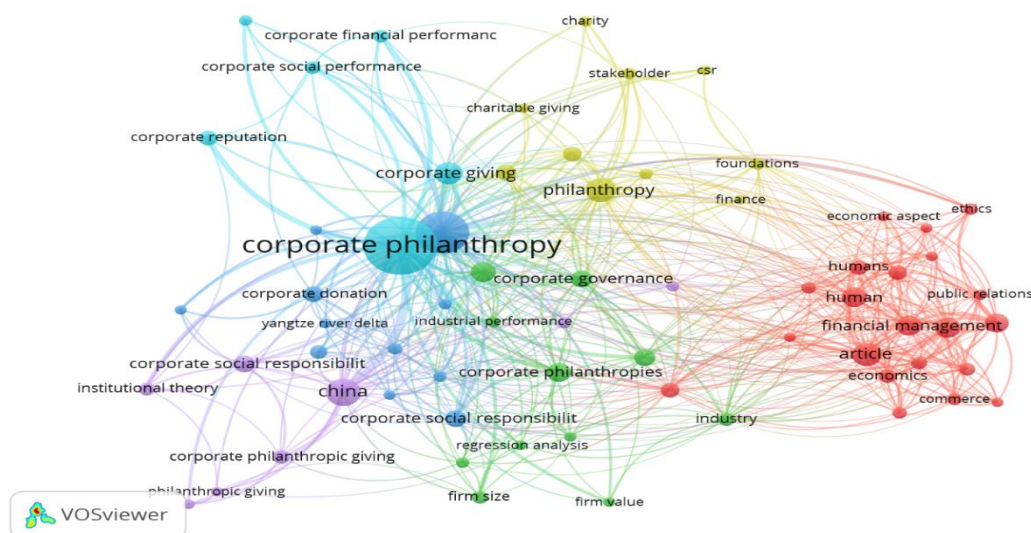 charity
corporate financial performanc
corporate social performance
stakeholder
csr
charitable giving
corporate reputation
corporate giving
foundations
philanthropy
finance
ethics
economic aspect
corporate philanthropy
humans
corporate governance
corporate donation
human
public relations
yangtze river delta
industrial performance
financial management
article
corporate social responsibilit
corporate philanthropies
economics
institutional theory
china
commerce
corporate social responsibilit
industry
regression analysis
corporate philanthropic giving
philanthropic giving
firm size
firm value
VOSviewer